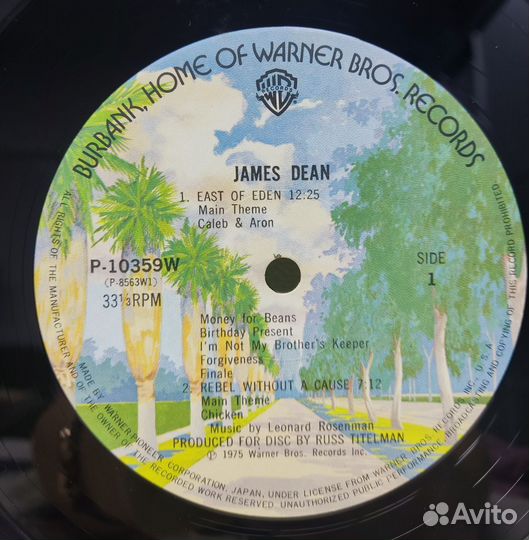 BURBANK, HOME OF WARNER BROS. RECORDS
RECORDS
JAMES DEAN
1. EAST OF EDEN 12:25
Main Theme
Caleb & Aron
P-10359W
(P-8563W1)
33⅓RPM
SIDE
1
Money for Beans
Birthday Present
I'm Not My Brother's Keeper
Forgiveness
Finale
2. REBEL WITHOUT A CAUSE 7:12
Main Theme
Chicken
Music by Leonard Rosenman
PRODUCED FOR DISC BY RUSS TITELMAN
℗ 1975 Warner Bros. Records Inc.
MADE BY WARNER-PIONEER CORPORATION, JAPAN, UNDER LICENSE FROM WARNER BROS. RECORDS INC., U.S.A.
ALL RIGHTS OF THE MANUFACTURER AND OF THE OWNER OF THE RECORDED WORK RESERVED. UNAUTHORIZED PUBLIC PERFORMANCE, BROADCASTING AND COPYING OF THIS RECORD PROHIBITED
Avito